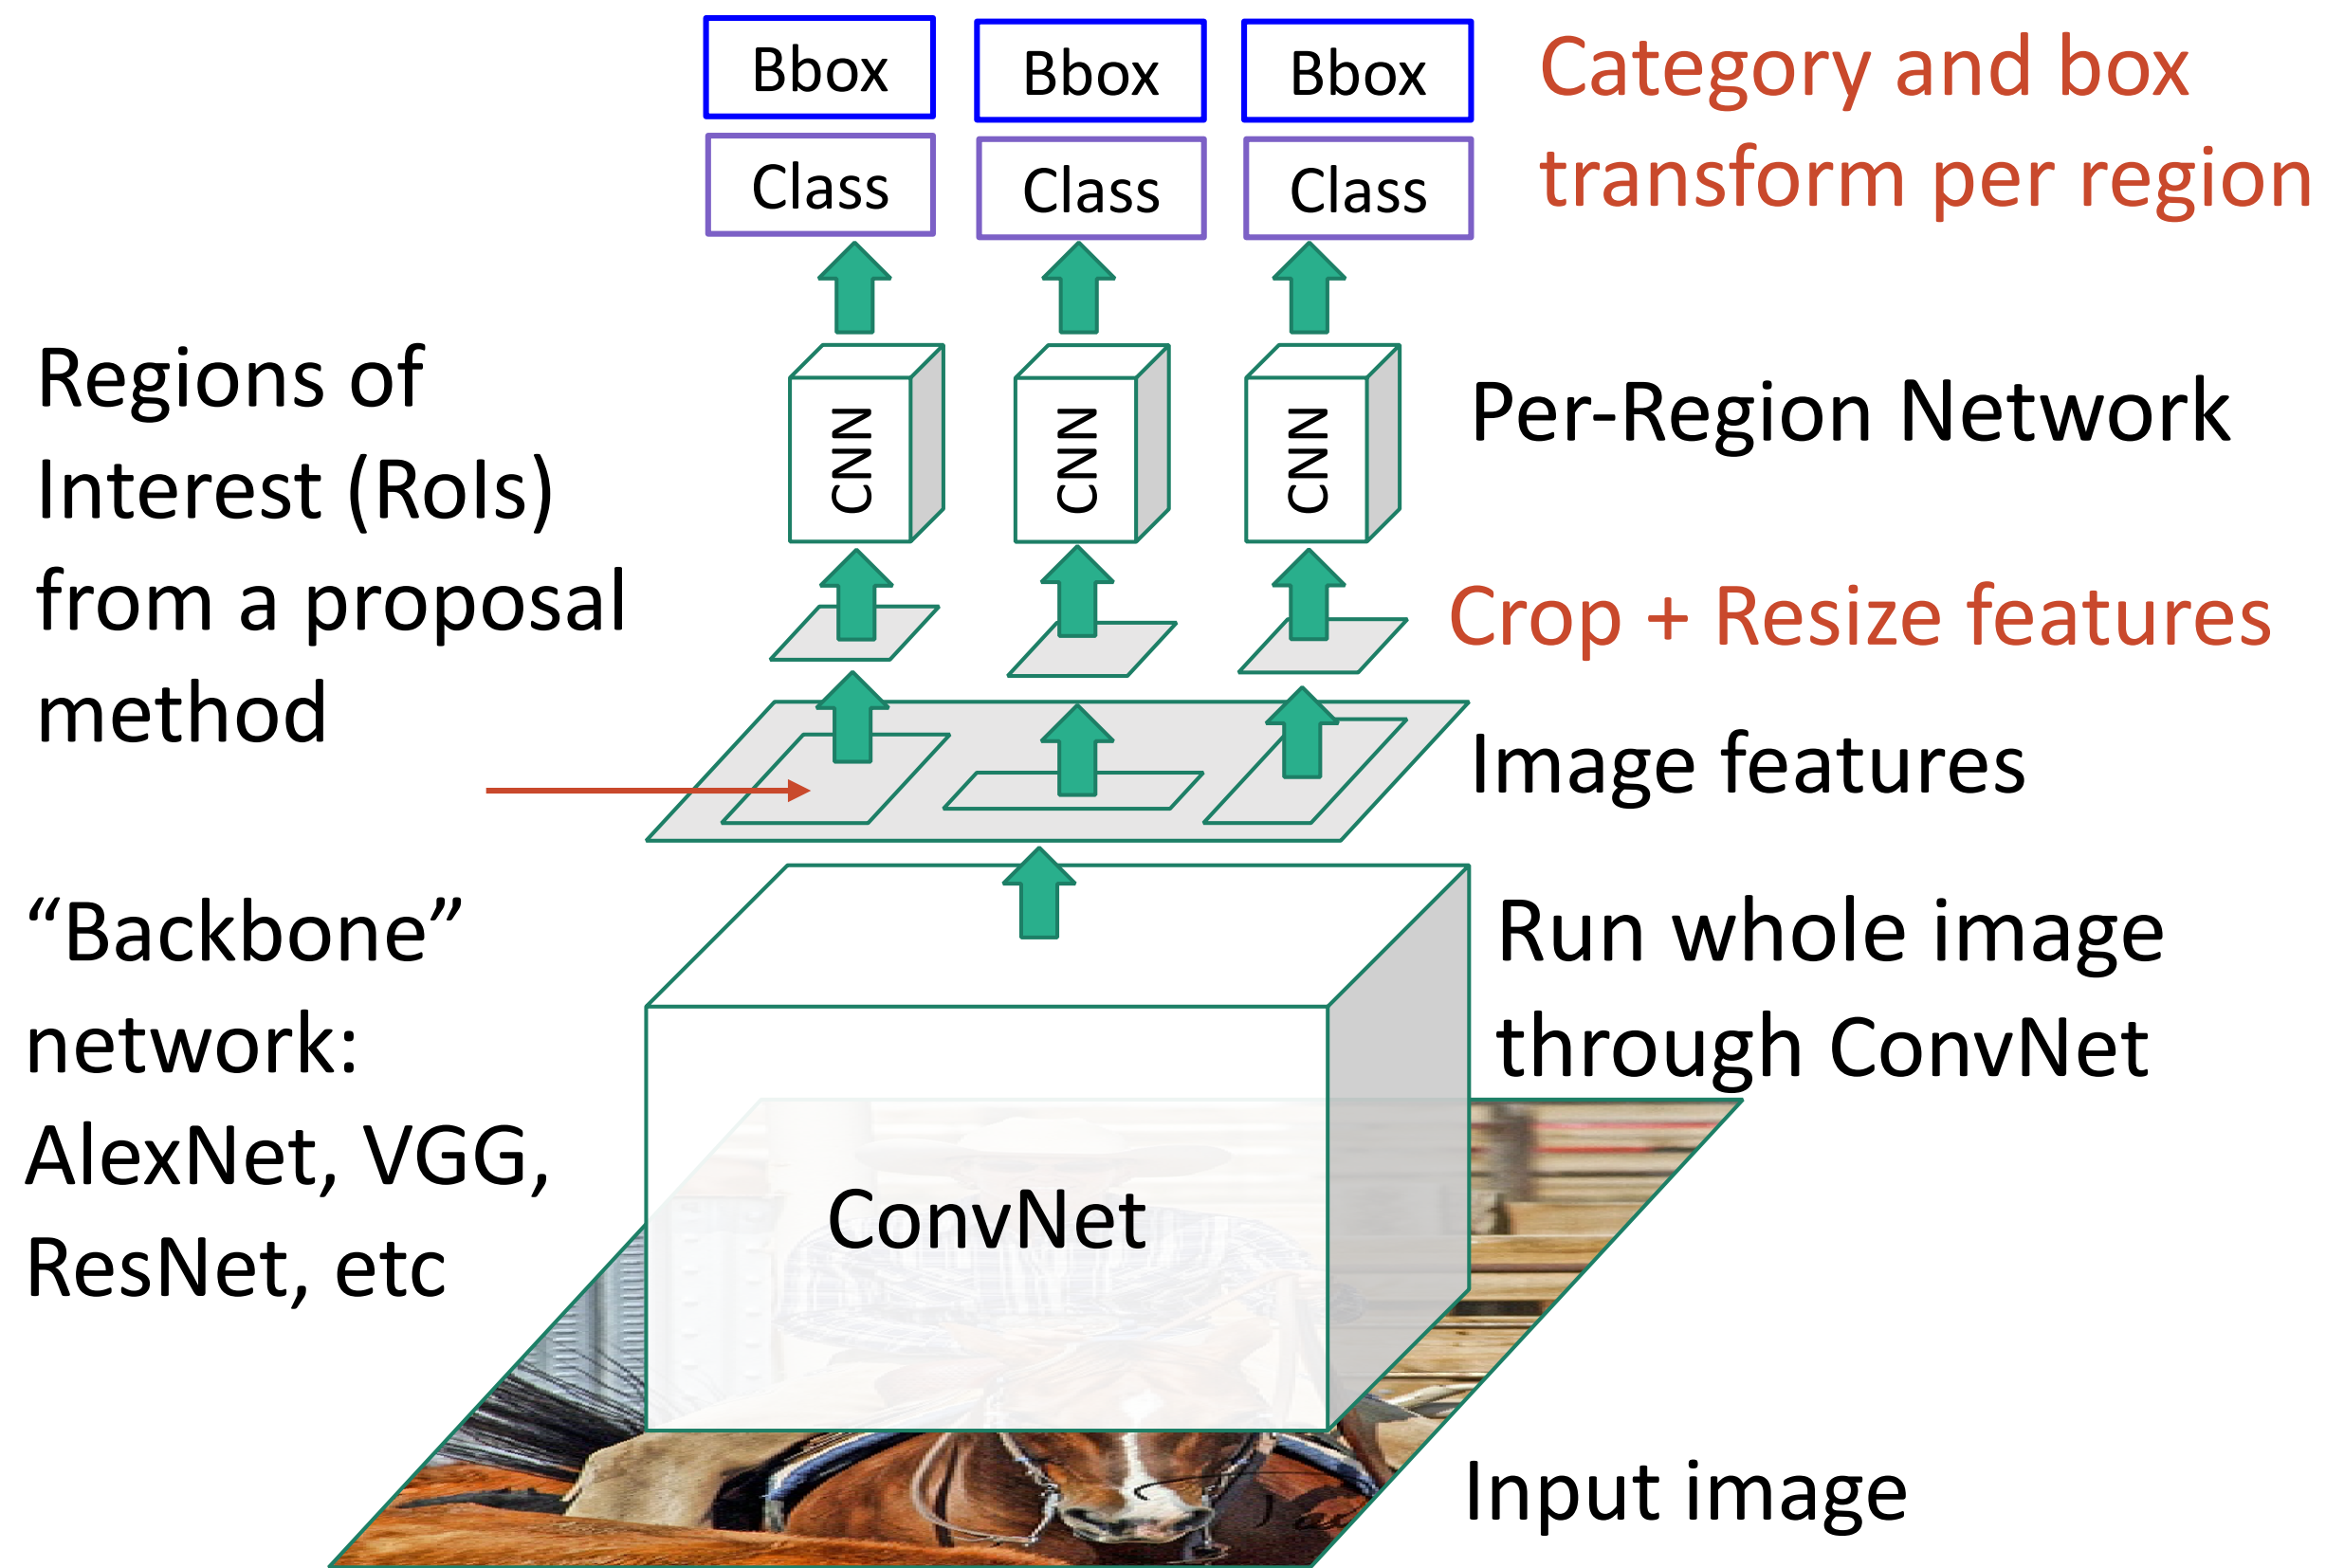 Bbox
Bbox
Bbox
Class
Class
Class
Category and box
transform per region
Regions of
Interest (RoIs)
from a proposal
method
CNN
CNN
CNN
Per-Region Network
Crop + Resize features
Image features
“Backbone”
network:
AlexNet, VGG,
ResNet, etc
Run whole image
through ConvNet
ConvNet
Input image